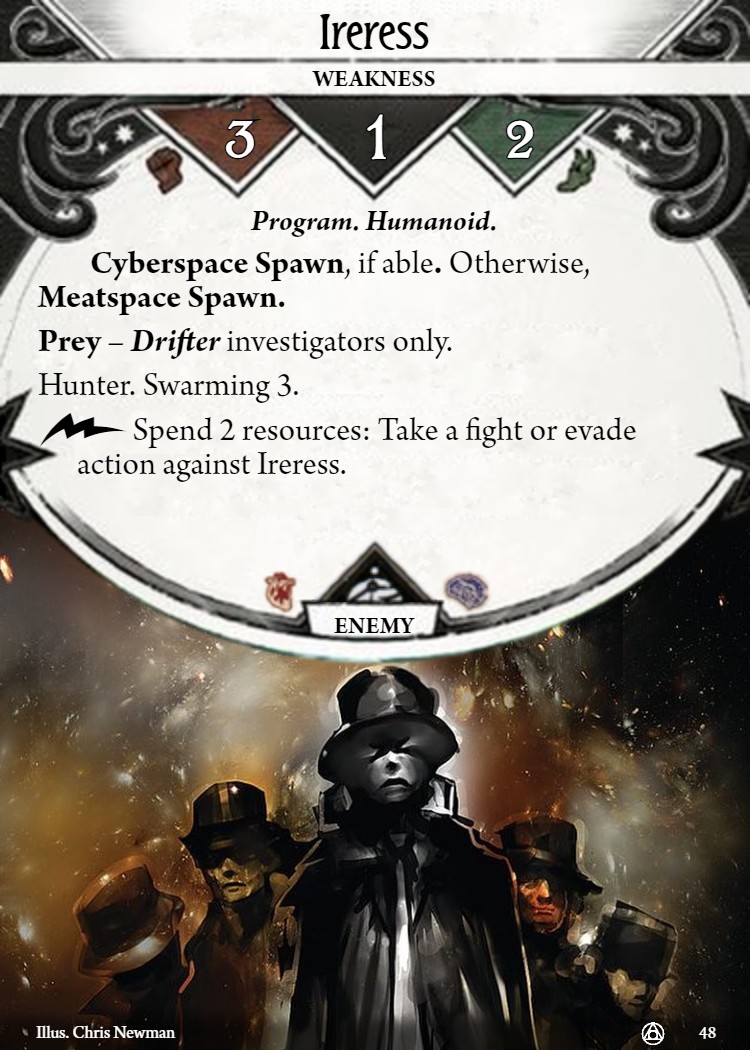 Ireress
WEAKNESS
3 1 2
Program. Humanoid.
Cyberspace Spawn, if able. Otherwise,
Meatspace Spawn.
Prey – Drifter investigators only.
Hunter. Swarming 3.
Spend 2 resources: Take a fight or evade
action against Ireress.
ENEMY
Illus. Chris Newman
48